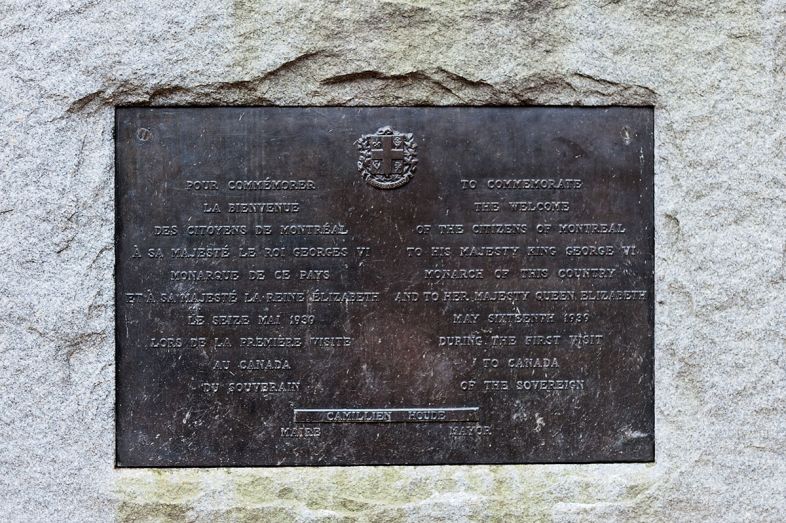 POUR COMMÉMORER
LA BIENVENUE
DES CITOYENS DE MONTRÉAL
À SA MAJESTÉ LE ROI GEORGES VI
MONARQUE DE CE PAYS
ET À SA MAJESTÉ LA REINE ÉLIZABETH
LE SEIZE MAI 1939
LORS DE LA PREMIÈRE VISITE
AU CANADA
DU SOUVERAIN
TO COMMEMORATE
THE WELCOME
OF THE CITIZENS OF MONTREAL
TO HIS MAJESTY KING GEORGE VI
MONARCH OF THIS COUNTRY
AND TO HER MAJESTY QUEEN ELIZABETH
MAY SIXTEENTH 1939
DURING THE FIRST VISIT
TO CANADA
OF THE SOVEREIGN
CAMILLIEN HOUDE
MAIRE MAYOR